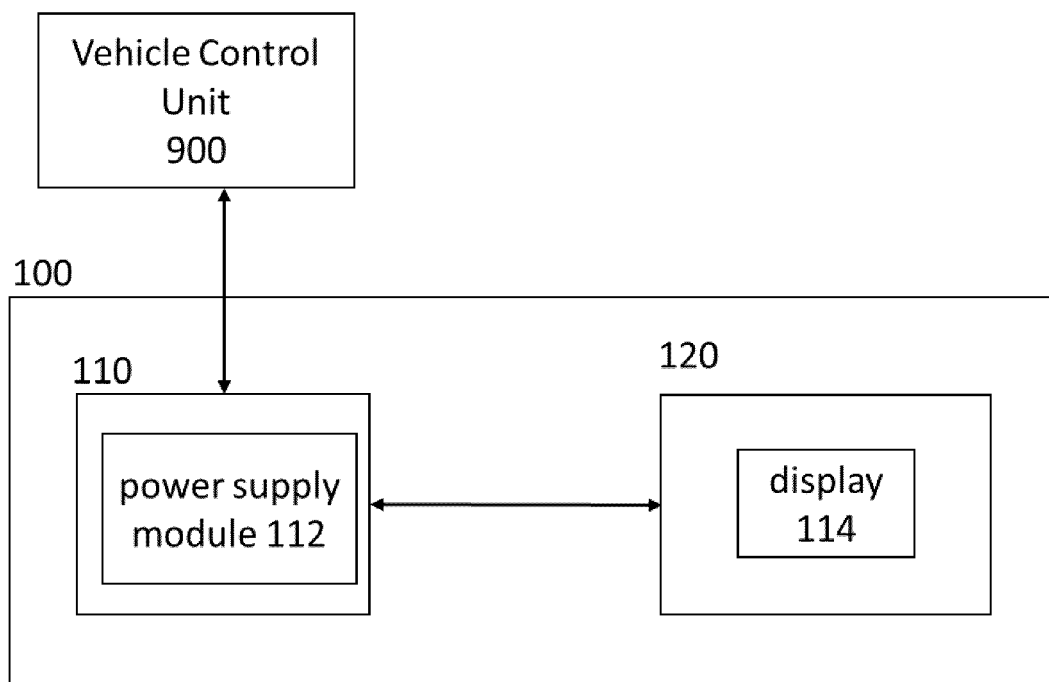 Vehicle Control
Unit
900
100
110
120
power supply
module 112
display
114